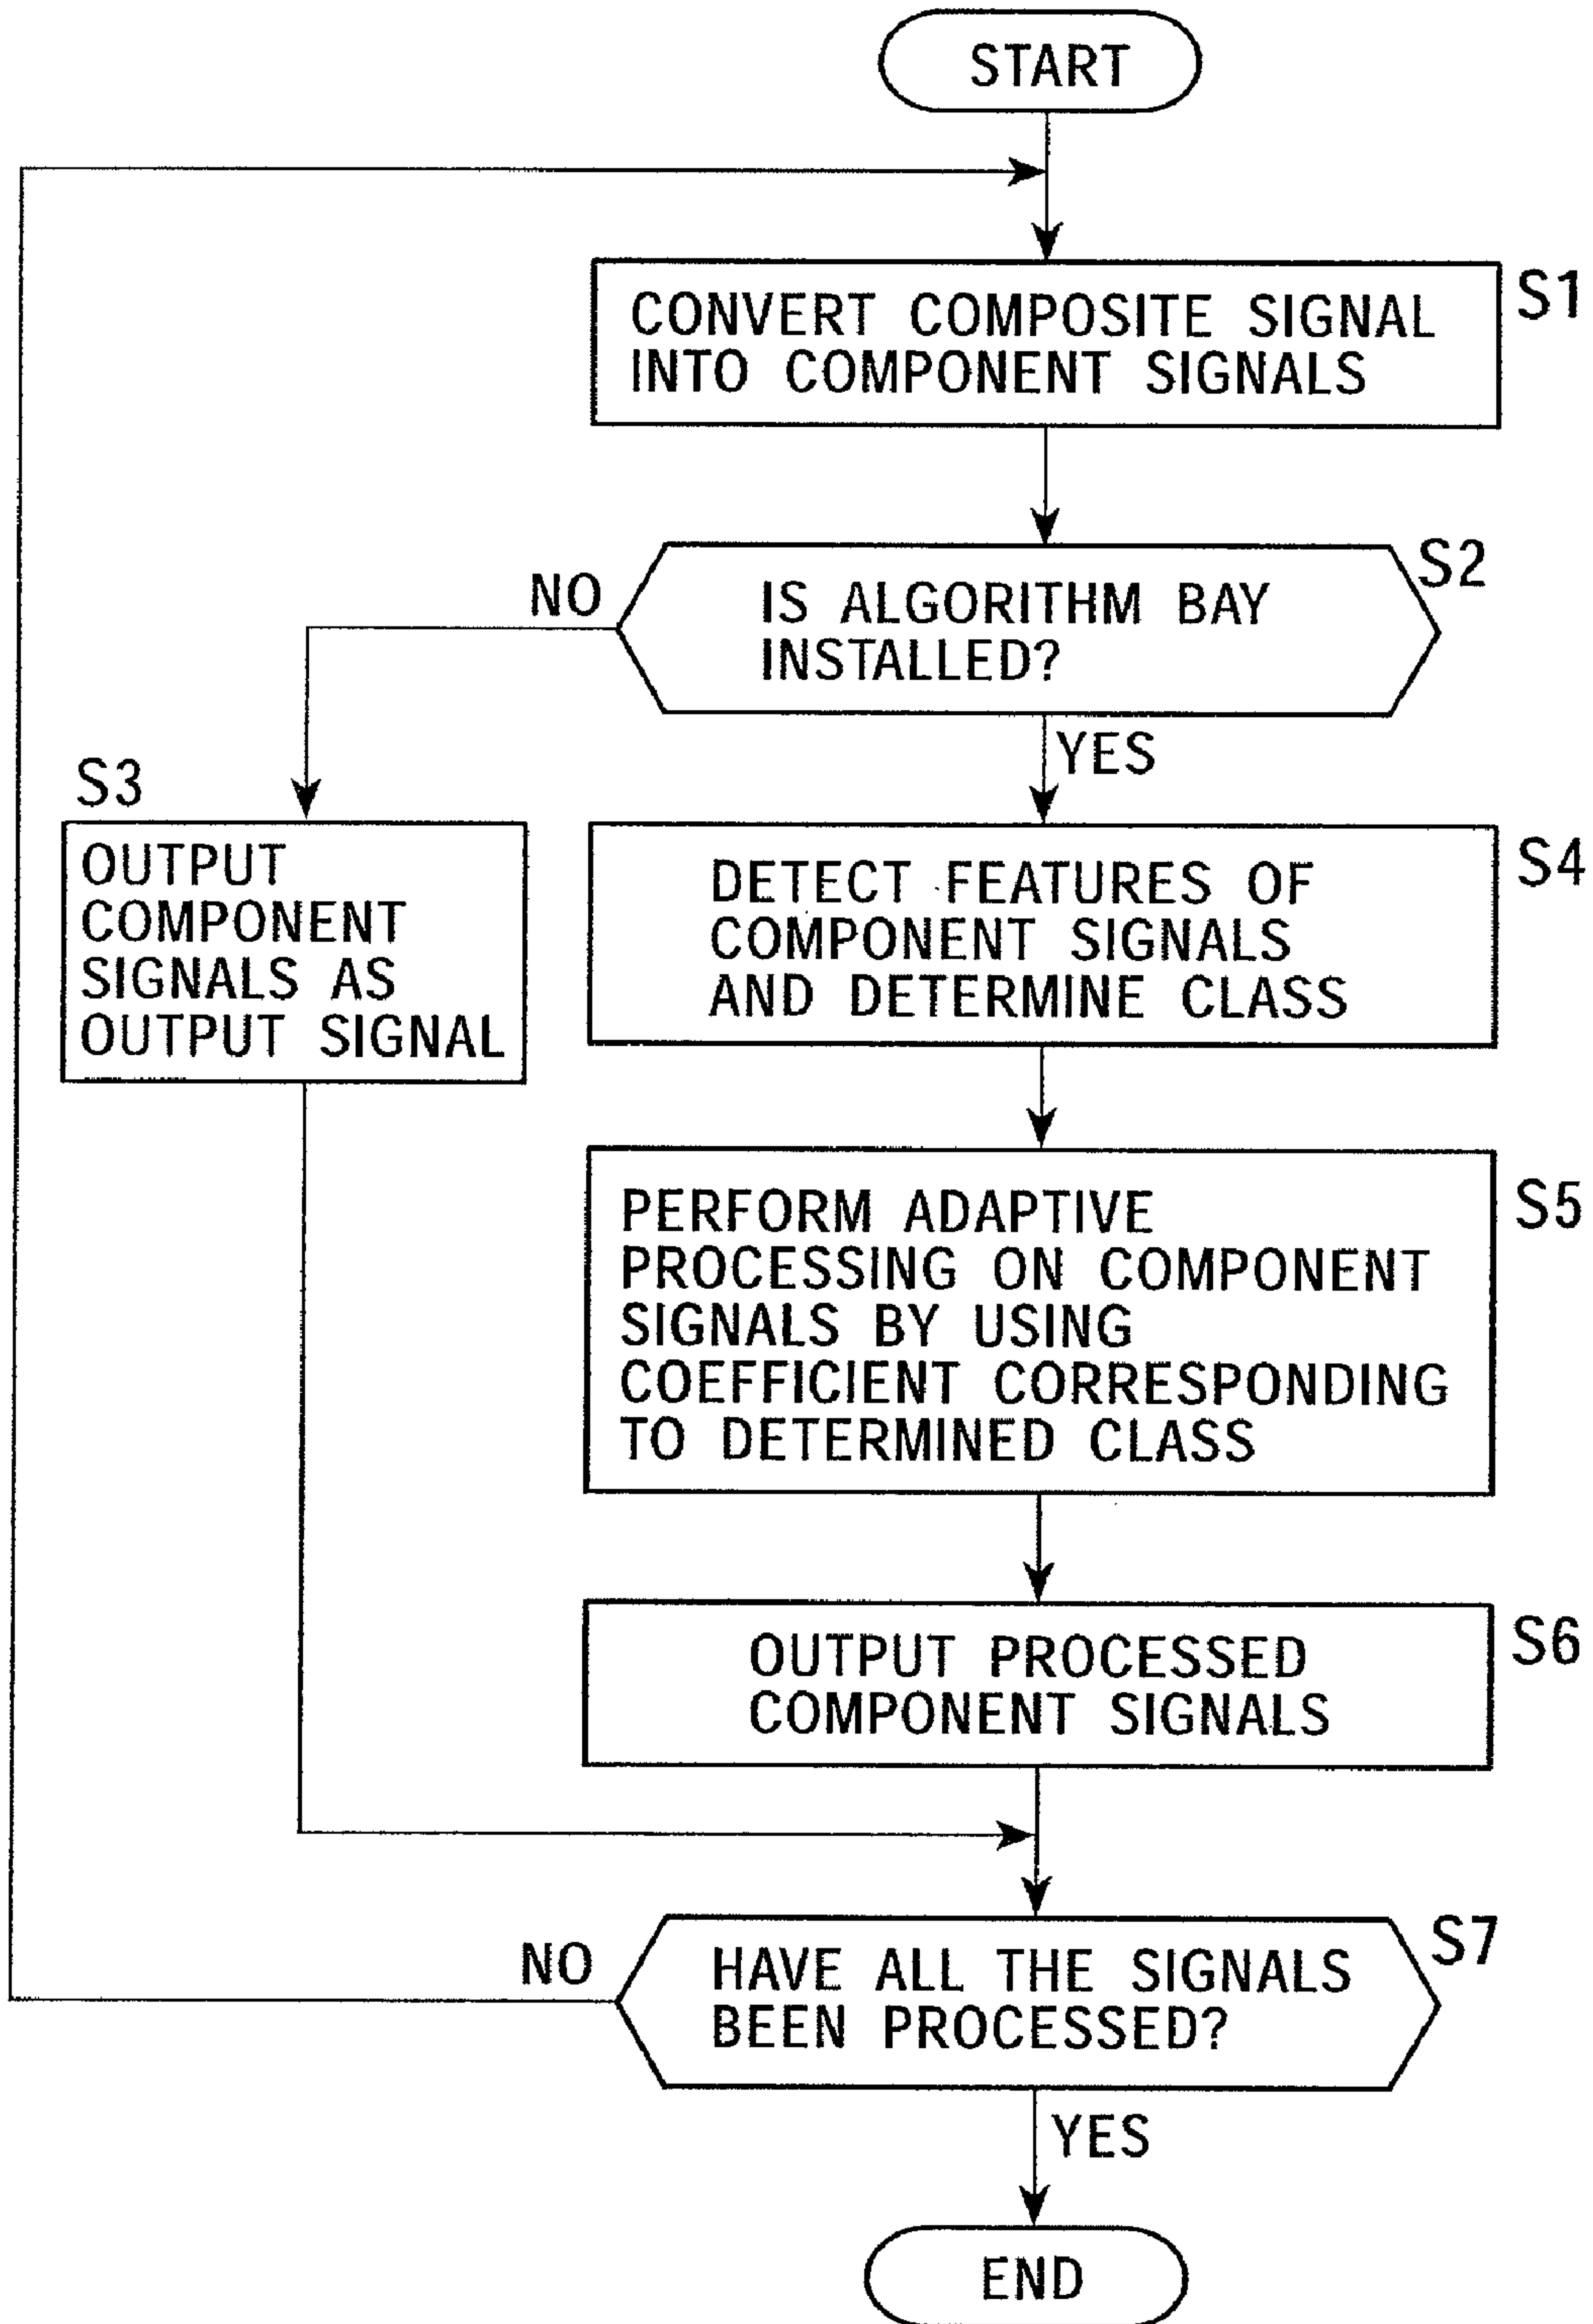 START
CONVERT COMPOSITE SIGNAL
INTO COMPONENT SIGNALS
S1
IS ALGORITHM BAY
INSTALLED?
S2
NO
YES
S3
OUTPUT
COMPONENT
SIGNALS AS
OUTPUT SIGNAL
DETECT FEATURES OF
COMPONENT SIGNALS
AND DETERMINE CLASS
S4
PERFORM ADAPTIVE
PROCESSING ON COMPONENT
SIGNALS BY USING
COEFFICIENT CORRESPONDING
TO DETERMINED CLASS
S5
OUTPUT PROCESSED
COMPONENT SIGNALS
S6
HAVE ALL THE SIGNALS
BEEN PROCESSED?
S7
NO
YES
END